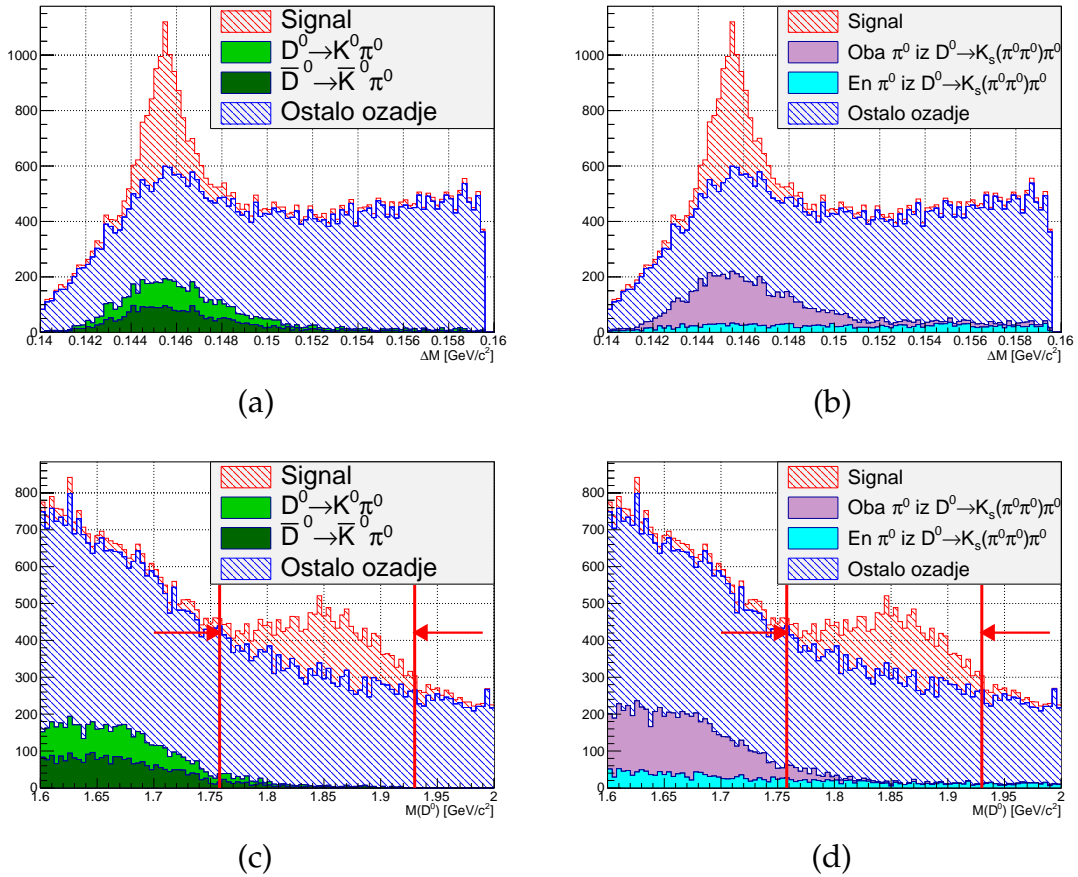 Signal
D⁰→K⁰π⁰
D̅⁰→K̅⁰π⁰
Ostalo ozadje
1000
800
600
400
200
0
0.14 0.142 0.144 0.146 0.148 0.15 0.152 0.154 0.156 0.158 0.16
ΔM [GeV/c²]
(a)
Signal
Oba π⁰ iz D⁰→Kₛ(π⁰π⁰)π⁰
En π⁰ iz D⁰→Kₛ(π⁰π⁰)π⁰
Ostalo ozadje
1000
800
600
400
200
0
0.14 0.142 0.144 0.146 0.148 0.15 0.152 0.154 0.156 0.158 0.16
ΔM [GeV/c²]
(b)
Signal
D⁰→K⁰π⁰
D̅⁰→K̅⁰π⁰
Ostalo ozadje
800
700
600
500
400
300
200
100
0
1.6 1.65 1.7 1.75 1.8 1.85 1.9 1.95 2
M(D⁰) [GeV/c²]
(c)
Signal
Oba π⁰ iz D⁰→Kₛ(π⁰π⁰)π⁰
En π⁰ iz D⁰→Kₛ(π⁰π⁰)π⁰
Ostalo ozadje
800
700
600
500
400
300
200
100
0
1.6 1.65 1.7 1.75 1.8 1.85 1.9 1.95 2
M(D⁰) [GeV/c²]
(d)